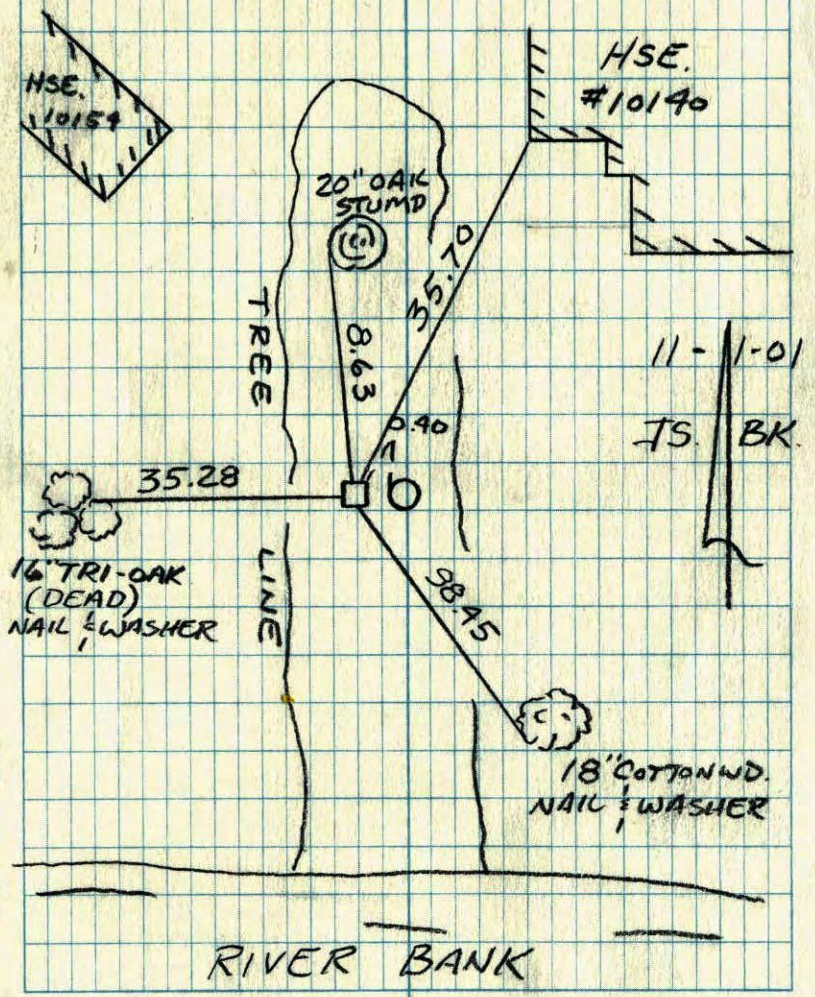 HSE.
10154
HSE.
#10140
20" OAK
STUMP
35.70
TREE
8.63
11-1-01
JS. BK.
0.40
35.28
16" TRI-OAK
(DEAD)
NAIL & WASHER
LINE
98.45
18" COTTONWD.
NAIL & WASHER
RIVER BANK